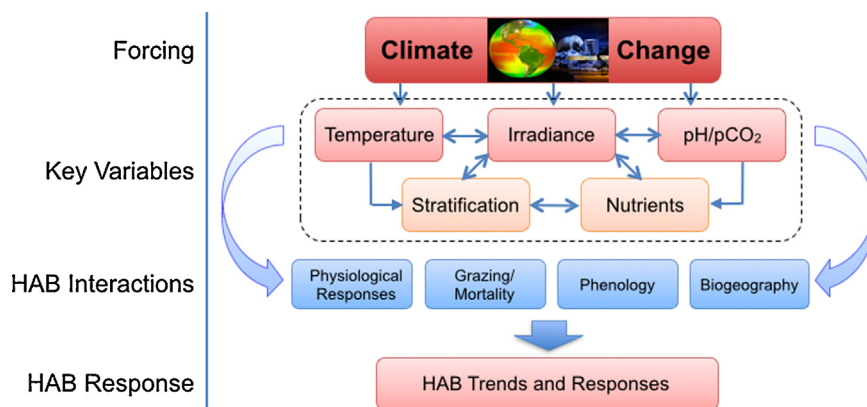 Forcing
Climate Change
Key Variables
Temperature
Irradiance
pH/pCO₂
Stratification
Nutrients
HAB Interactions
Physiological
Responses
Grazing/
Mortality
Phenology
Biogeography
HAB Response
HAB Trends and Responses